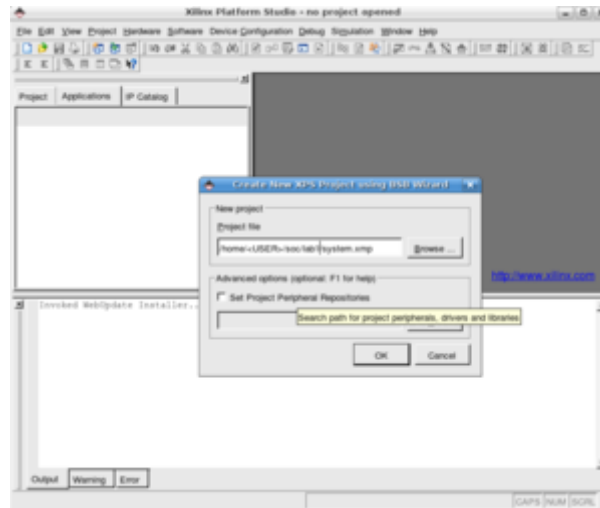 Xilinx Platform Studio - no project opened
File Edit View Project Hardware Software Device Configuration Debug Simulation Window Help
Project Applications IP Catalog
Create New XPS Project using BSB Wizard
New project
Project file
/home/<USER>/soc/lab1/system.xmp
Browse ...
http://www.xilinx.com
Advanced options (optional: F1 for help)
Set Project Peripheral Repositories
Search path for project peripherals, drivers and libraries
OK Cancel
Invoked WebUpdate Installer..
Output Warning Error
CAPS NUM SCRL